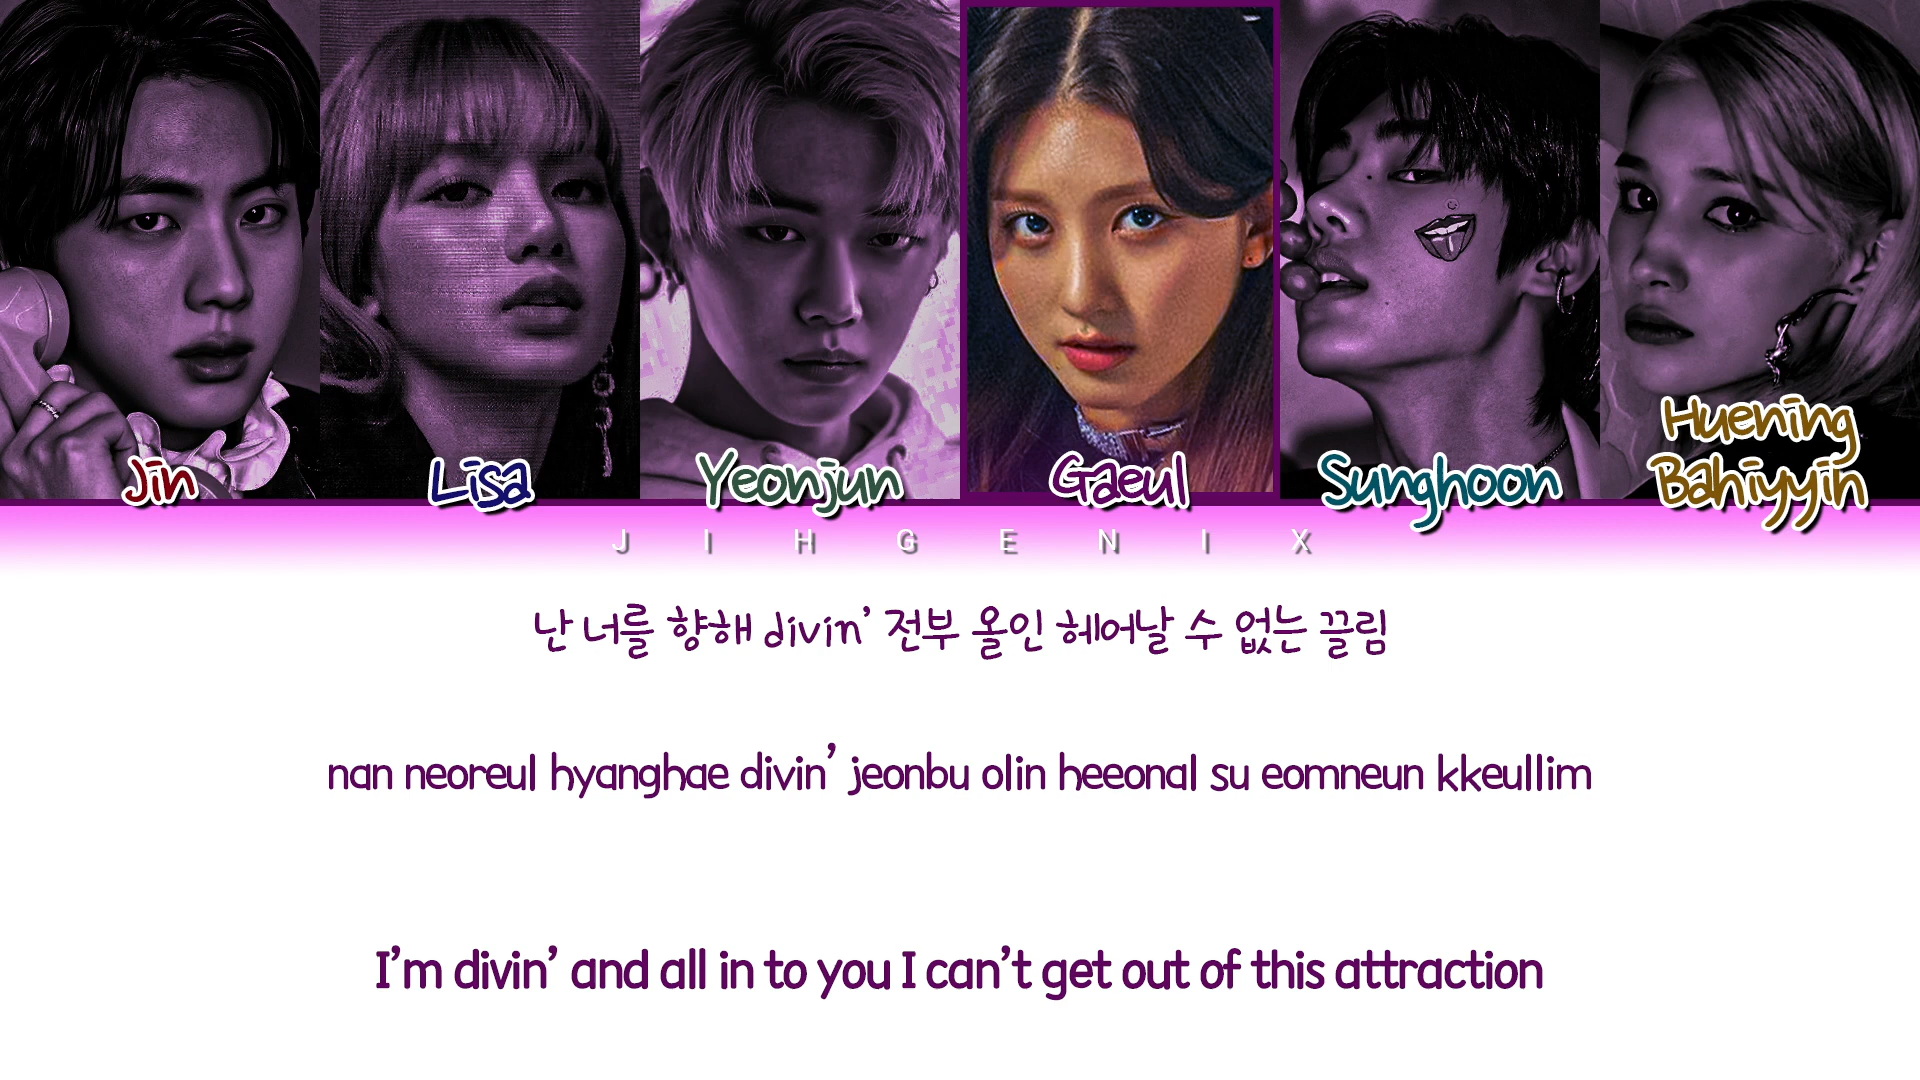 Jin
Lisa
Yeonjun
Gaeul
Sunghoon
Huening
Bahiyyih
JIHGENIX
난 너를 향해 divin’ 전부 올인 헤어날 수 없는 끌림
nan neoreul hyanghae divin’ jeonbu olin heeonal su eomneun kkeullim
I’m divin’ and all in to you I can’t get out of this attraction